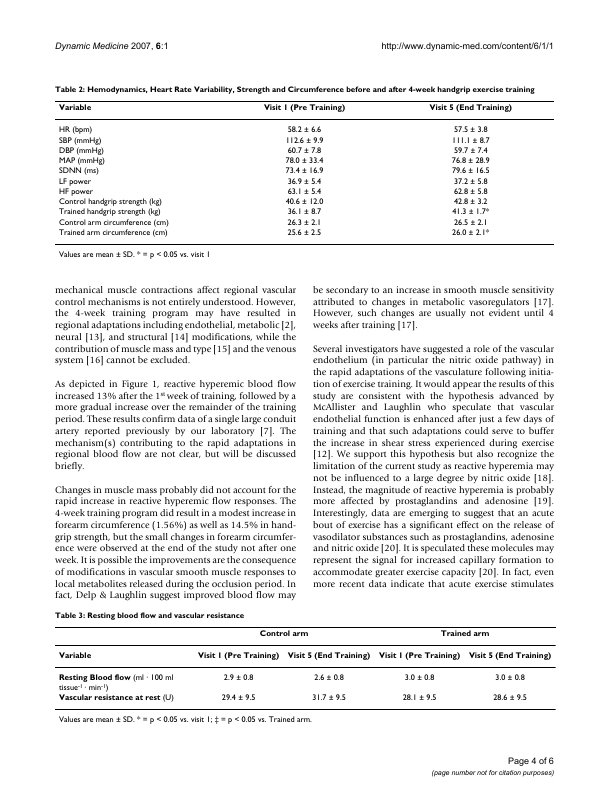 Dynamic Medicine 2007, 6:1
http://www.dynamic-med.com/content/6/1/1
Table 2: Hemodynamics, Heart Rate Variability, Strength and Circumference before and after 4-week handgrip exercise training
Variable Visit 1 (Pre Training) Visit 5 (End Training)
HR (bpm) 58.2 ± 6.6 57.5 ± 3.8
SBP (mmHg) 112.6 ± 9.9 111.1 ± 8.7
DBP (mmHg) 60.7 ± 7.8 59.7 ± 7.4
MAP (mmHg) 78.0 ± 33.4 76.8 ± 28.9
SDNN (ms) 73.4 ± 16.9 79.6 ± 16.5
LF power 36.9 ± 5.4 37.2 ± 5.8
HF power 63.1 ± 5.4 62.8 ± 5.8
Control handgrip strength (kg) 40.6 ± 12.0 42.8 ± 3.2
Trained handgrip strength (kg) 36.1 ± 8.7 41.3 ± 1.7*
Control arm circumference (cm) 26.3 ± 2.1 26.5 ± 2.1
Trained arm circumference (cm) 25.6 ± 2.5 26.0 ± 2.1*
Values are mean ± SD. * = p < 0.05 vs. visit 1
mechanical muscle contractions affect regional vascular
control mechanisms is not entirely understood. However,
the 4-week training program may have resulted in
regional adaptations including endothelial, metabolic [2],
neural [13], and structural [14] modifications, while the
contribution of muscle mass and type [15] and the venous
system [16] cannot be excluded.
As depicted in Figure 1, reactive hyperemic blood flow
increased 13% after the 1st week of training, followed by a
more gradual increase over the remainder of the training
period. These results confirm data of a single large conduit
artery reported previously by our laboratory [7]. The
mechanism(s) contributing to the rapid adaptations in
regional blood flow are not clear, but will be discussed
briefly.
Changes in muscle mass probably did not account for the
rapid increase in reactive hyperemic flow responses. The
4-week training program did result in a modest increase in
forearm circumference (1.56%) as well as 14.5% in hand-
grip strength, but the small changes in forearm circumfer-
ence were observed at the end of the study not after one
week. It is possible the improvements are the consequence
of modifications in vascular smooth muscle responses to
local metabolites released during the occlusion period. In
fact, Delp & Laughlin suggest improved blood flow may
be secondary to an increase in smooth muscle sensitivity
attributed to changes in metabolic vasoregulators [17].
However, such changes are usually not evident until 4
weeks after training [17].
Several investigators have suggested a role of the vascular
endothelium (in particular the nitric oxide pathway) in
the rapid adaptations of the vasculature following initia-
tion of exercise training. It would appear the results of this
study are consistent with the hypothesis advanced by
McAllister and Laughlin who speculate that vascular
endothelial function is enhanced after just a few days of
training and that such adaptations could serve to buffer
the increase in shear stress experienced during exercise
[12]. We support this hypothesis but also recognize the
limitation of the current study as reactive hyperemia may
not be influenced to a large degree by nitric oxide [18].
Instead, the magnitude of reactive hyperemia is probably
more affected by prostaglandins and adenosine [19].
Interestingly, data are emerging to suggest that an acute
bout of exercise has a significant effect on the release of
vasodilator substances such as prostaglandins, adenosine
and nitric oxide [20]. It is speculated these molecules may
represent the signal for increased capillary formation to
accommodate greater exercise capacity [20]. In fact, even
more recent data indicate that acute exercise stimulates
Table 3: Resting blood flow and vascular resistance
Control arm Trained arm
Variable Visit 1 (Pre Training) Visit 5 (End Training) Visit 1 (Pre Training) Visit 5 (End Training)
Resting Blood flow (ml · 100 ml 2.9 ± 0.8 2.6 ± 0.8 3.0 ± 0.8 3.0 ± 0.8
tissue-1 · min-1)
Vascular resistance at rest (U) 29.4 ± 9.5 31.7 ± 9.5 28.1 ± 9.5 28.6 ± 9.5
Values are mean ± SD. * = p < 0.05 vs. visit 1; ‡ = p < 0.05 vs. Trained arm.
Page 4 of 6
(page number not for citation purposes)